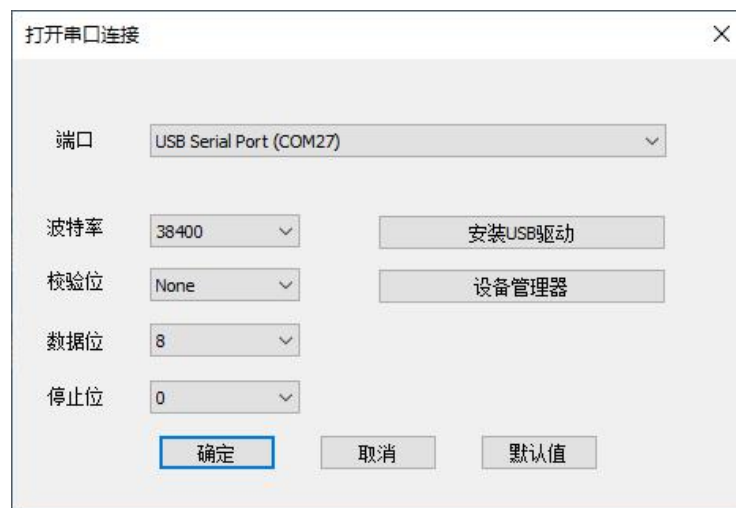 打开串口连接
端口 USB Serial Port (COM27)
波特率 38400 安装USB驱动
校验位 None 设备管理器
数据位 8
停止位 0
确定 取消 默认值